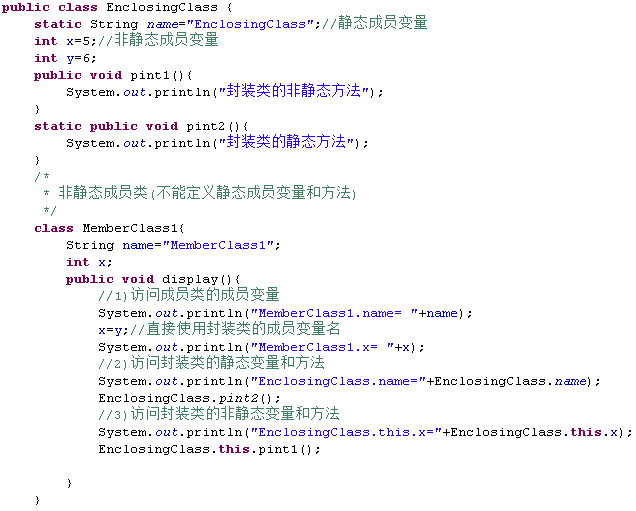 public class EnclosingClass {
    static String name="EnclosingClass";//静态成员变量
    int x=5;//非静态成员变量
    int y=6;
    public void pint1(){
        System.out.println("封装类的非静态方法");
    }
    static public void pint2(){
        System.out.println("封装类的静态方法");
    }
    /*
     * 非静态成员类(不能定义静态成员变量和方法)
     */
    class MemberClass1{
        String name="MemberClass1";
        int x;
        public void display(){
            //1)访问成员类的成员变量
            System.out.println("MemberClass1.name= "+name);
            x=y;//直接使用封装类的成员变量名
            System.out.println("MemberClass1.x= "+x);
            //2)访问封装类的静态变量和方法
            System.out.println("EnclosingClass.name="+EnclosingClass.name);
            EnclosingClass.pint2();
            //3)访问封装类的非静态变量和方法
            System.out.println("EnclosingClass.this.x="+EnclosingClass.this.x);
            EnclosingClass.this.pint1();
        }
    }